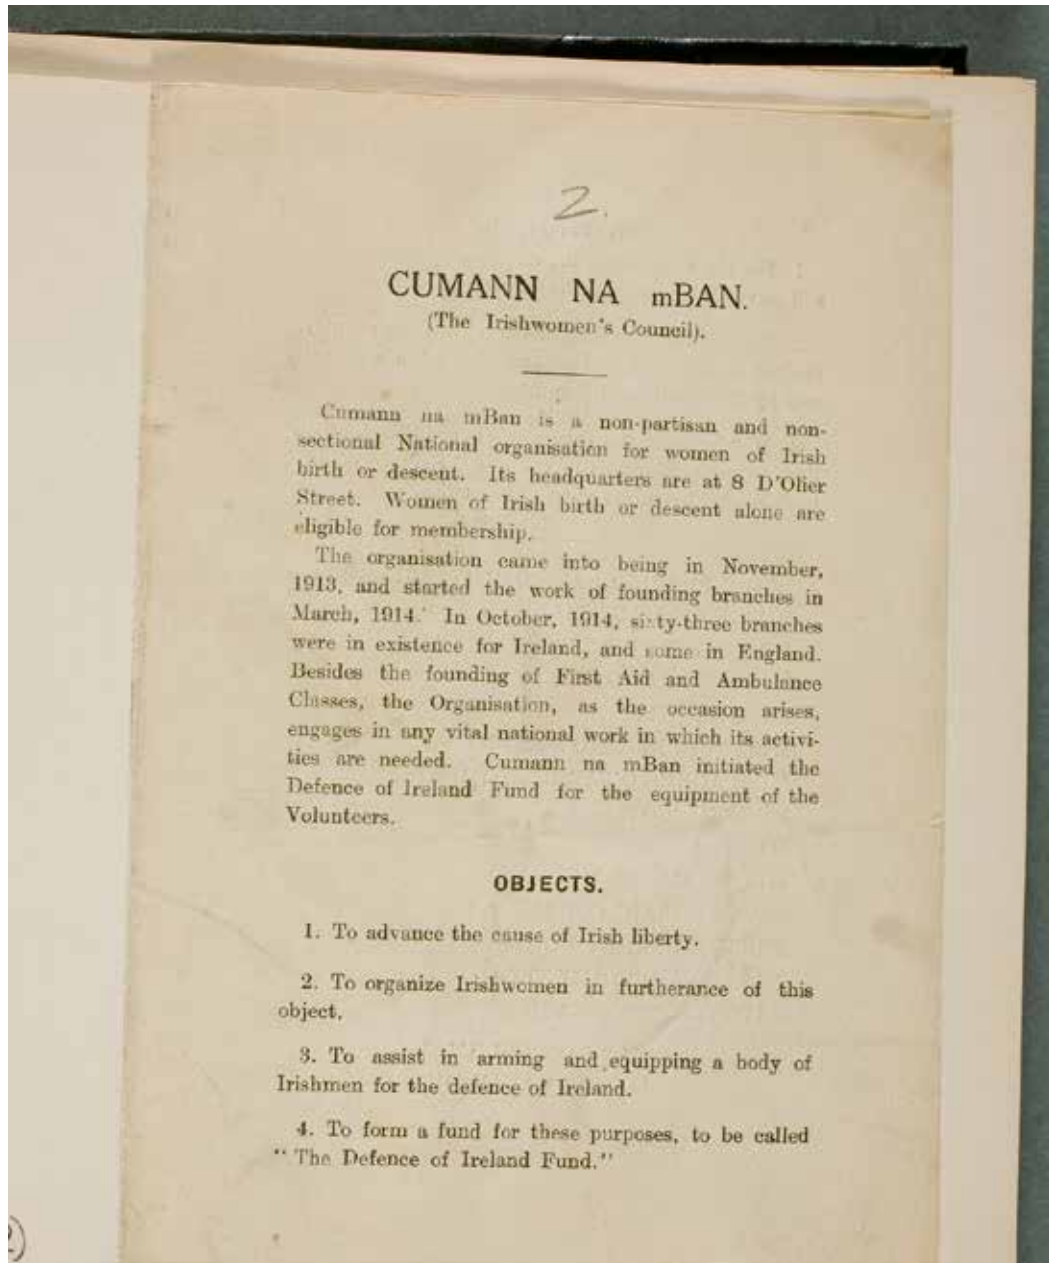 2.
CUMANN NA mBAN.
(The Irishwomen's Council).
Cumann na mBan is a non-partisan and non-
sectional National organisation for women of Irish
birth or descent. Its headquarters are at 8 D'Olier
Street. Women of Irish birth or descent alone are
eligible for membership.
The organisation came into being in November,
1913, and started the work of founding branches in
March, 1914. In October, 1914, sixty-three branches
were in existence for Ireland, and some in England.
Besides the founding of First Aid and Ambulance
Classes, the Organisation, as the occasion arises,
engages in any vital national work in which its activi-
ties are needed. Cumann na mBan initiated the
Defence of Ireland Fund for the equipment of the
Volunteers.
OBJECTS.
1. To advance the cause of Irish liberty.
2. To organize Irishwomen in furtherance of this
object.
3. To assist in arming and equipping a body of
Irishmen for the defence of Ireland.
4. To form a fund for these purposes, to be called
"The Defence of Ireland Fund."